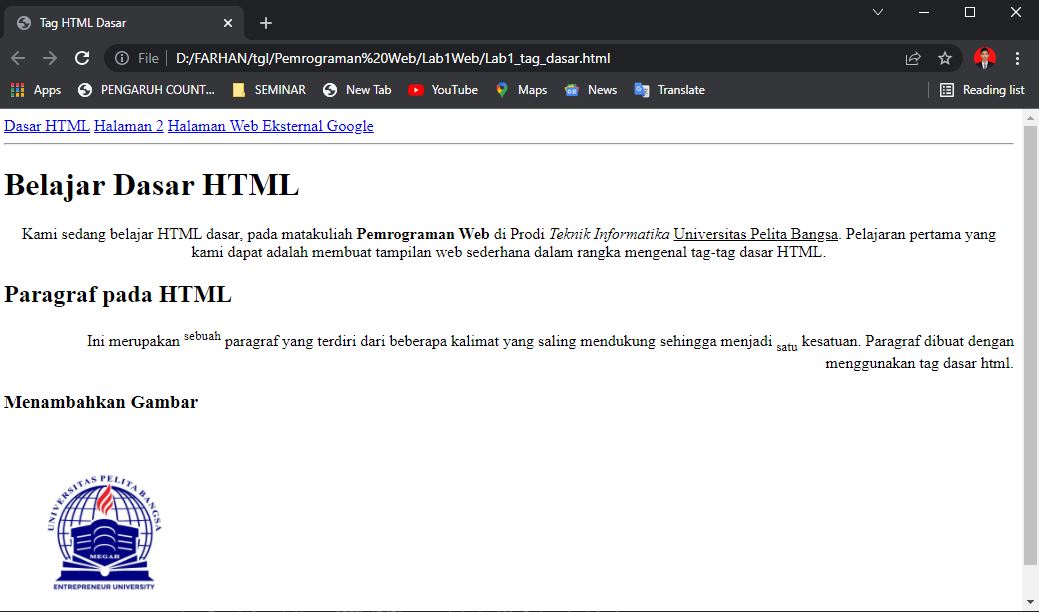 Tag HTML Dasar
File
D:/FARHAN/tgl/Pemrograman%20Web/Lab1Web/Lab1_tag_dasar.html
Apps PENGARUH COUNT... SEMINAR New Tab YouTube Maps News Translate Reading list
Dasar HTML Halaman 2 Halaman Web Eksternal Google
Belajar Dasar HTML
Kami sedang belajar HTML dasar, pada matakuliah Pemrograman Web di Prodi Teknik Informatika Universitas Pelita Bangsa. Pelajaran pertama yang
kami dapat adalah membuat tampilan web sederhana dalam rangka mengenal tag-tag dasar HTML.
Paragraf pada HTML
Ini merupakan sebuah paragraf yang terdiri dari beberapa kalimat yang saling mendukung sehingga menjadi satu kesatuan. Paragraf dibuat dengan
menggunakan tag dasar html.
Menambahkan Gambar
UNIVERSITAS PELITA BANGSA
MEGAH
ENTREPRENEUR UNIVERSITY